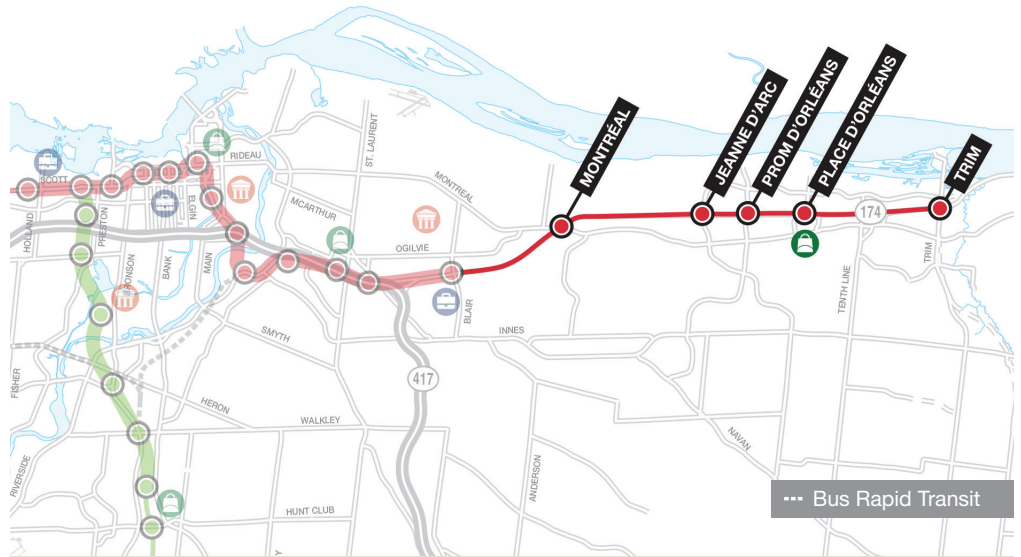 MONTRÉAL
JEANNE D'ARC
PROM D'ORLÉANS
PLACE D'ORLÉANS
TRIM
SCOTT
RIDEAU
ST. LAURENT
MONTREAL
HOLLAND
PRESTON
ELGIN
MCARTHUR
OGILVIE
174
BRONSON
BANK
MAIN
BLAIR
TENTH LINE
TRIM
SMYTH
INNES
FISHER
417
HERON
WALKLEY
NAVAN
RIVERSIDE
ANDERSON
HUNT CLUB
--- Bus Rapid Transit